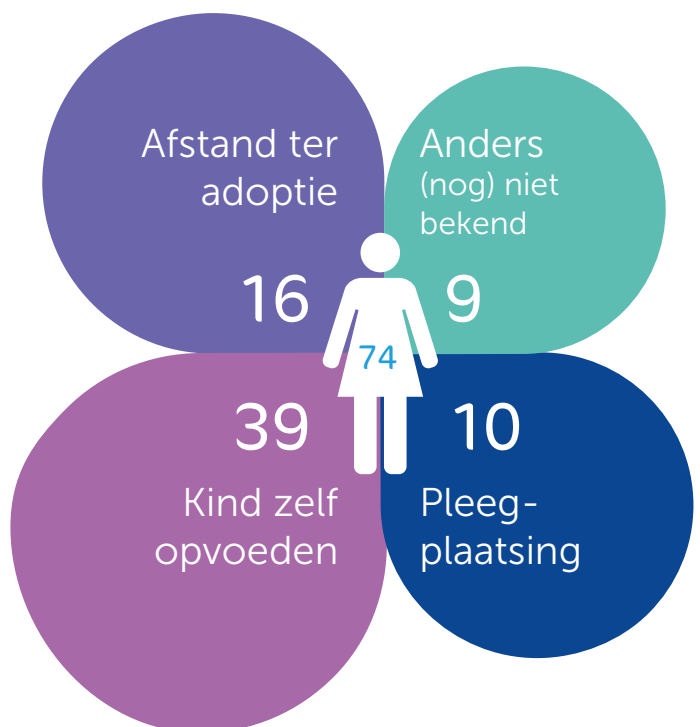 Afstand ter
adoptie
16
Anders
(nog) niet
bekend
9
74
39
Kind zelf
opvoeden
10
Pleeg-
plaatsing